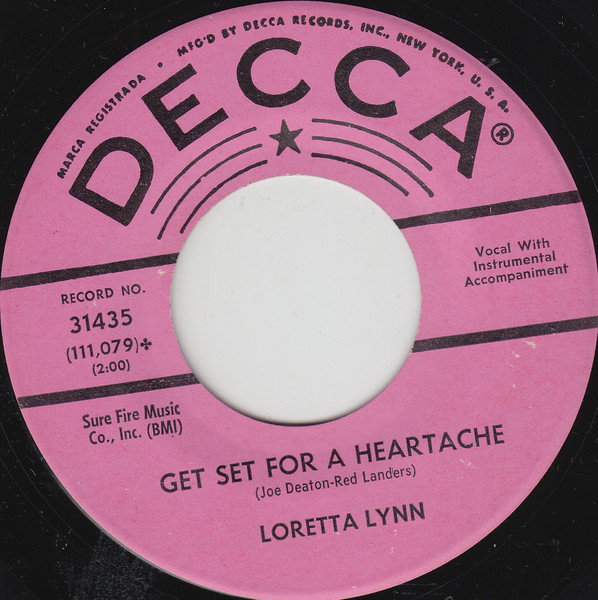 MARCA REGISTRADA • MFG'D BY DECCA RECORDS, INC., NEW YORK, U. S. A.
DECCA®
Vocal With
Instrumental
Accompaniment
RECORD NO.
31435
(111,079)✤
(2:00)
Sure Fire Music
Co., Inc. (BMI)
GET SET FOR A HEARTACHE
(Joe Deaton-Red Landers)
LORETTA LYNN